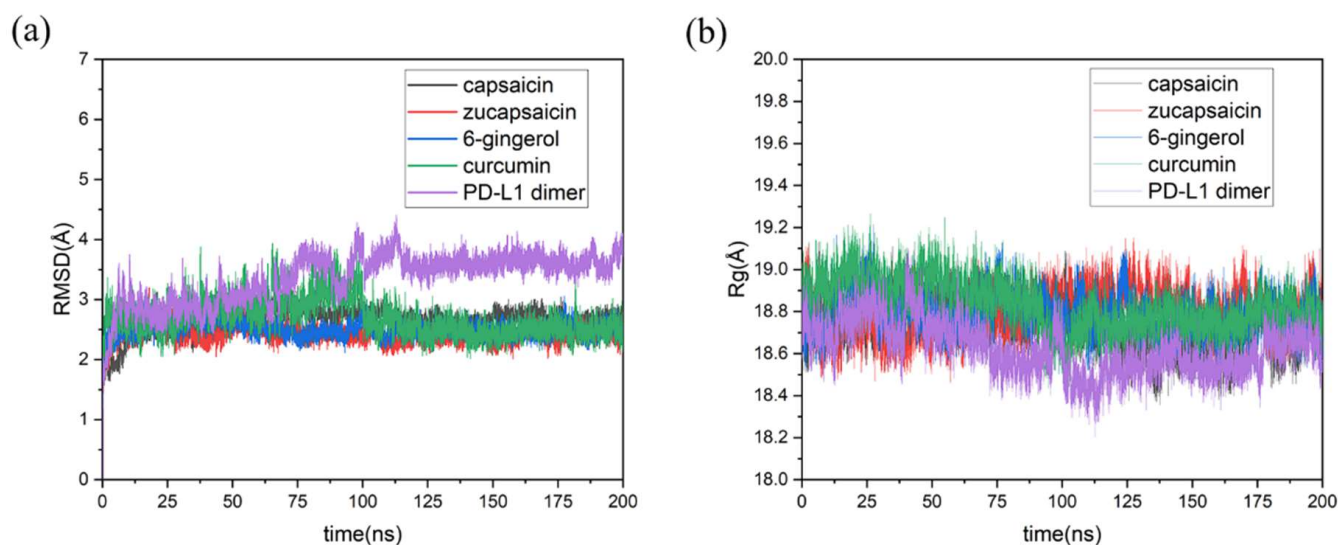 (a)
RMSD(Å)
7
6
5
4
3
2
1
0
capsaicin
zucapsaicin
6-gingerol
curcumin
PD-L1 dimer
0 25 50 75 100 125 150 175 200
time(ns)
(b)
Rg(Å)
20.0
19.8
19.6
19.4
19.2
19.0
18.8
18.6
18.4
18.2
18.0
capsaicin
zucapsaicin
6-gingerol
curcumin
PD-L1 dimer
0 25 50 75 100 125 150 175 200
time(ns)